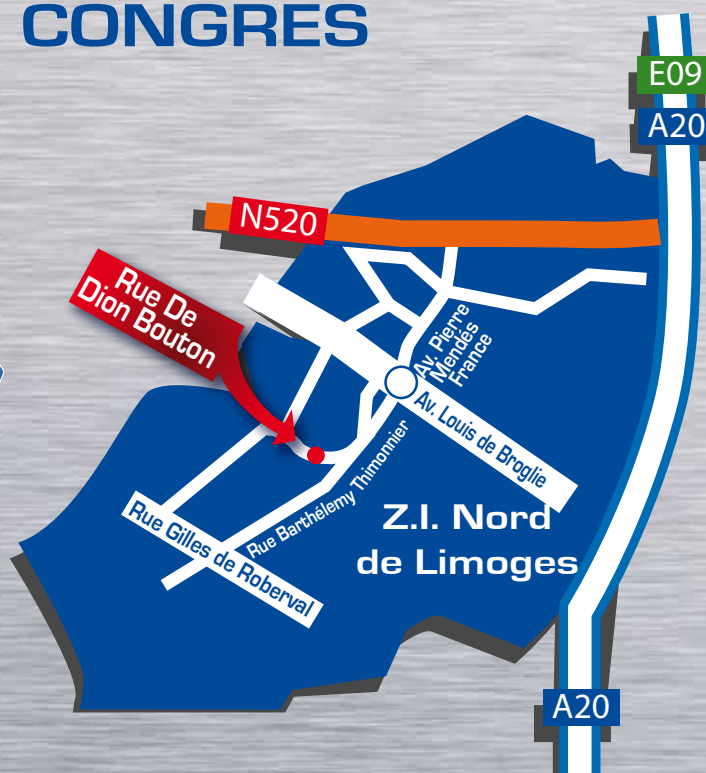 CONGRES
E09
A20
N520
Rue De
Dion Bouton
Av. Pierre
Mendés
France
Av. Louis de Broglie
Rue Barthélemy Thimonnier
Z.I. Nord
de Limoges
Rue Gilles de Roberval
A20